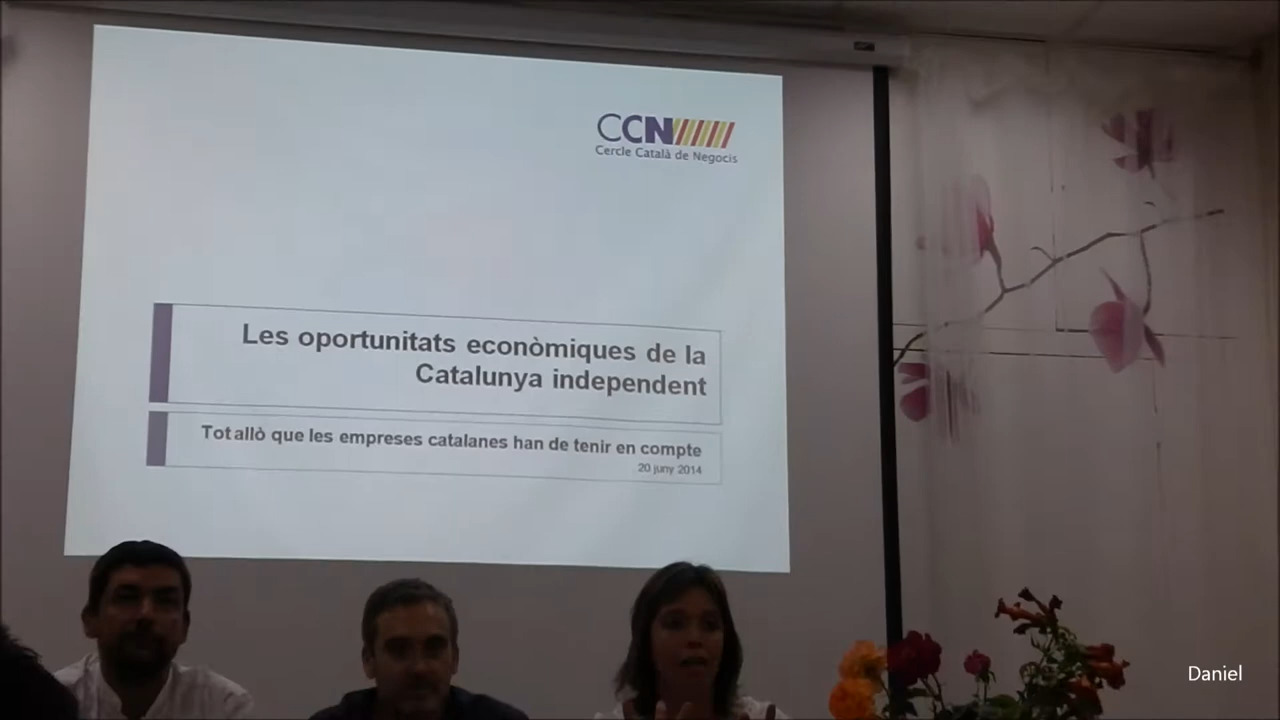 CCN
Cercle Català de Negocis
Les oportunitats econòmiques de la
Catalunya independent
Tot allò que les empreses catalanes han de tenir en compte
20 juny 2014
Daniel